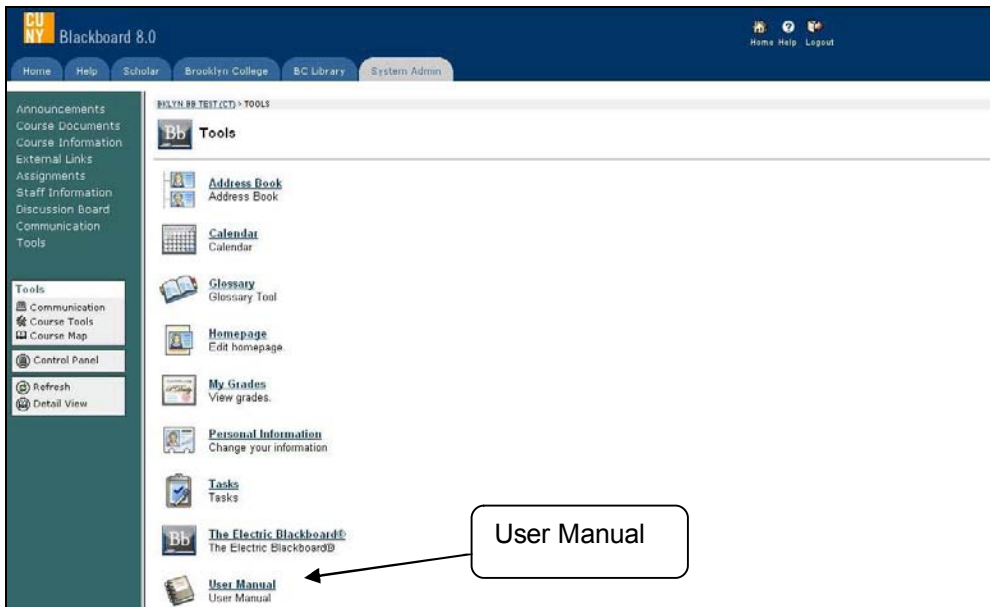 CU
NY Blackboard 8.0
Home Help Logout
Home Help Scholar Brooklyn College BC Library System Admin
Announcements
Course Documents
Course Information
External Links
Assignments
Staff Information
Discussion Board
Communication
Tools
Tools
Communication
Course Tools
Course Map
Control Panel
Refresh
Detail View
BKLYN BB TEST (CT) > TOOLS
Bb Tools
Address Book
Address Book
Calendar
Calendar
Glossary
Glossary Tool
Homepage
Edit homepage.
My Grades
View grades.
Personal Information
Change your information
Tasks
Tasks
Bb The Electric Blackboard®
The Electric Blackboard®
User Manual
User Manual
User Manual